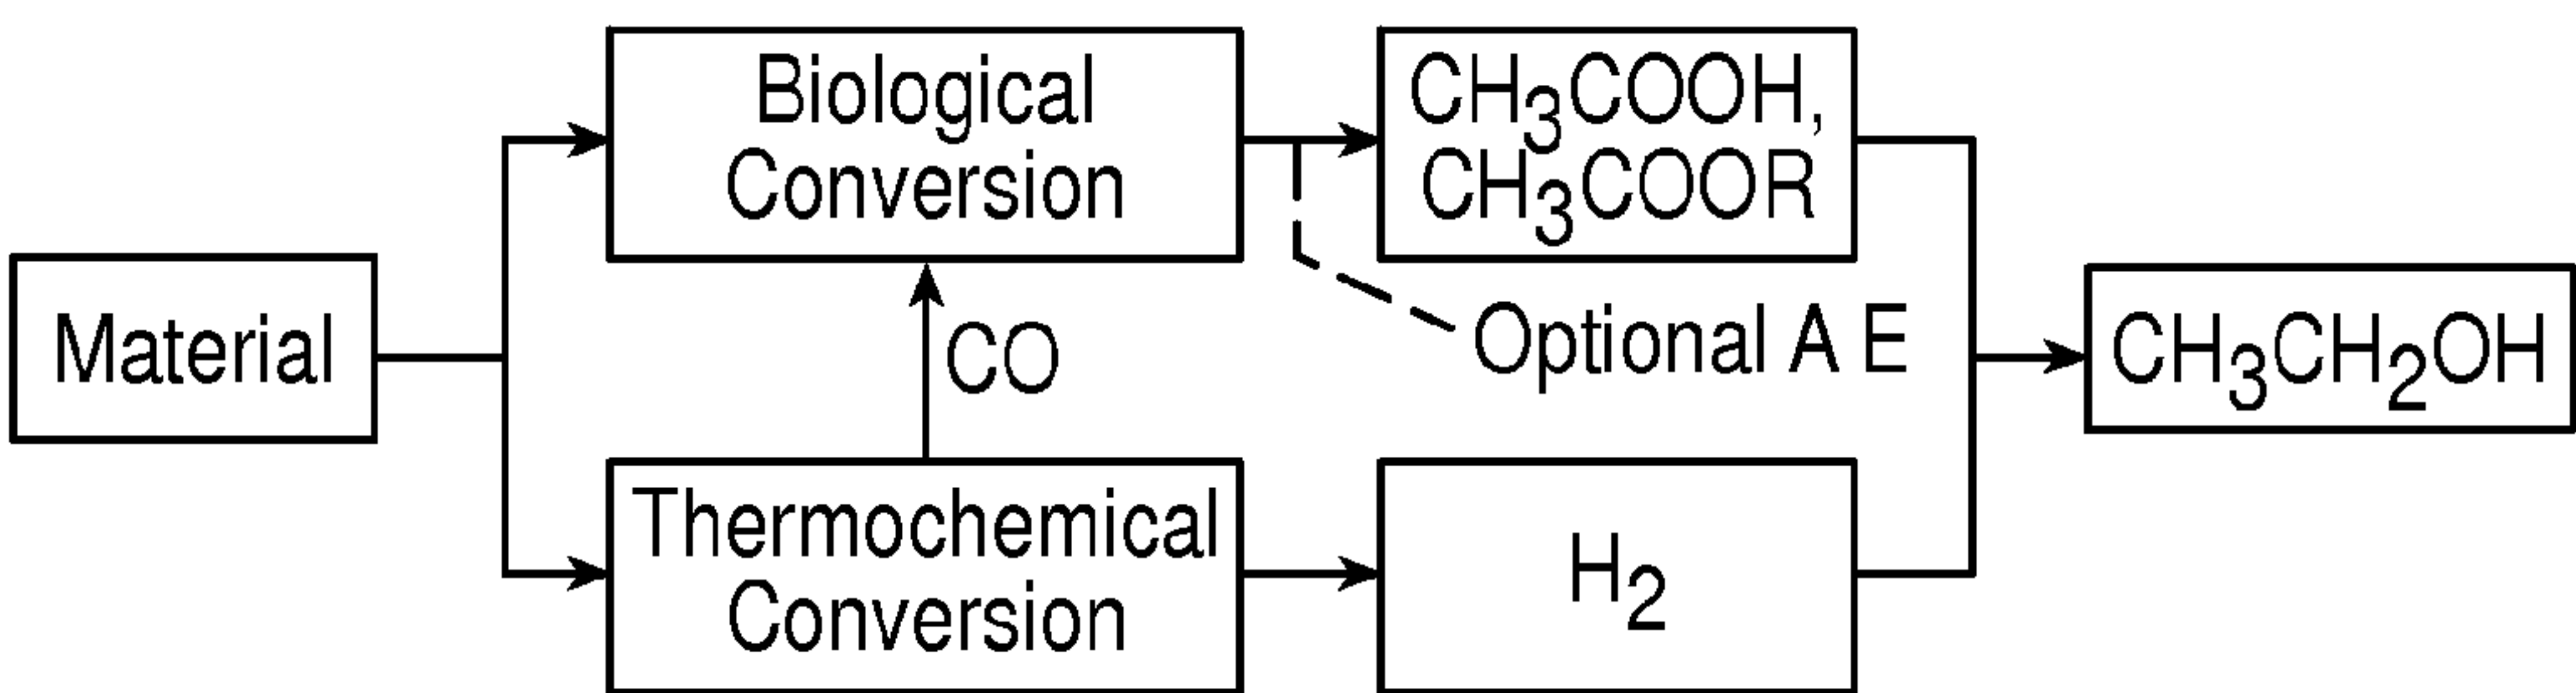 Biological
Conversion
CH3COOH,
CH3COOR
Material
CO
Optional A E
CH3CH2OH
Thermochemical
Conversion
H2